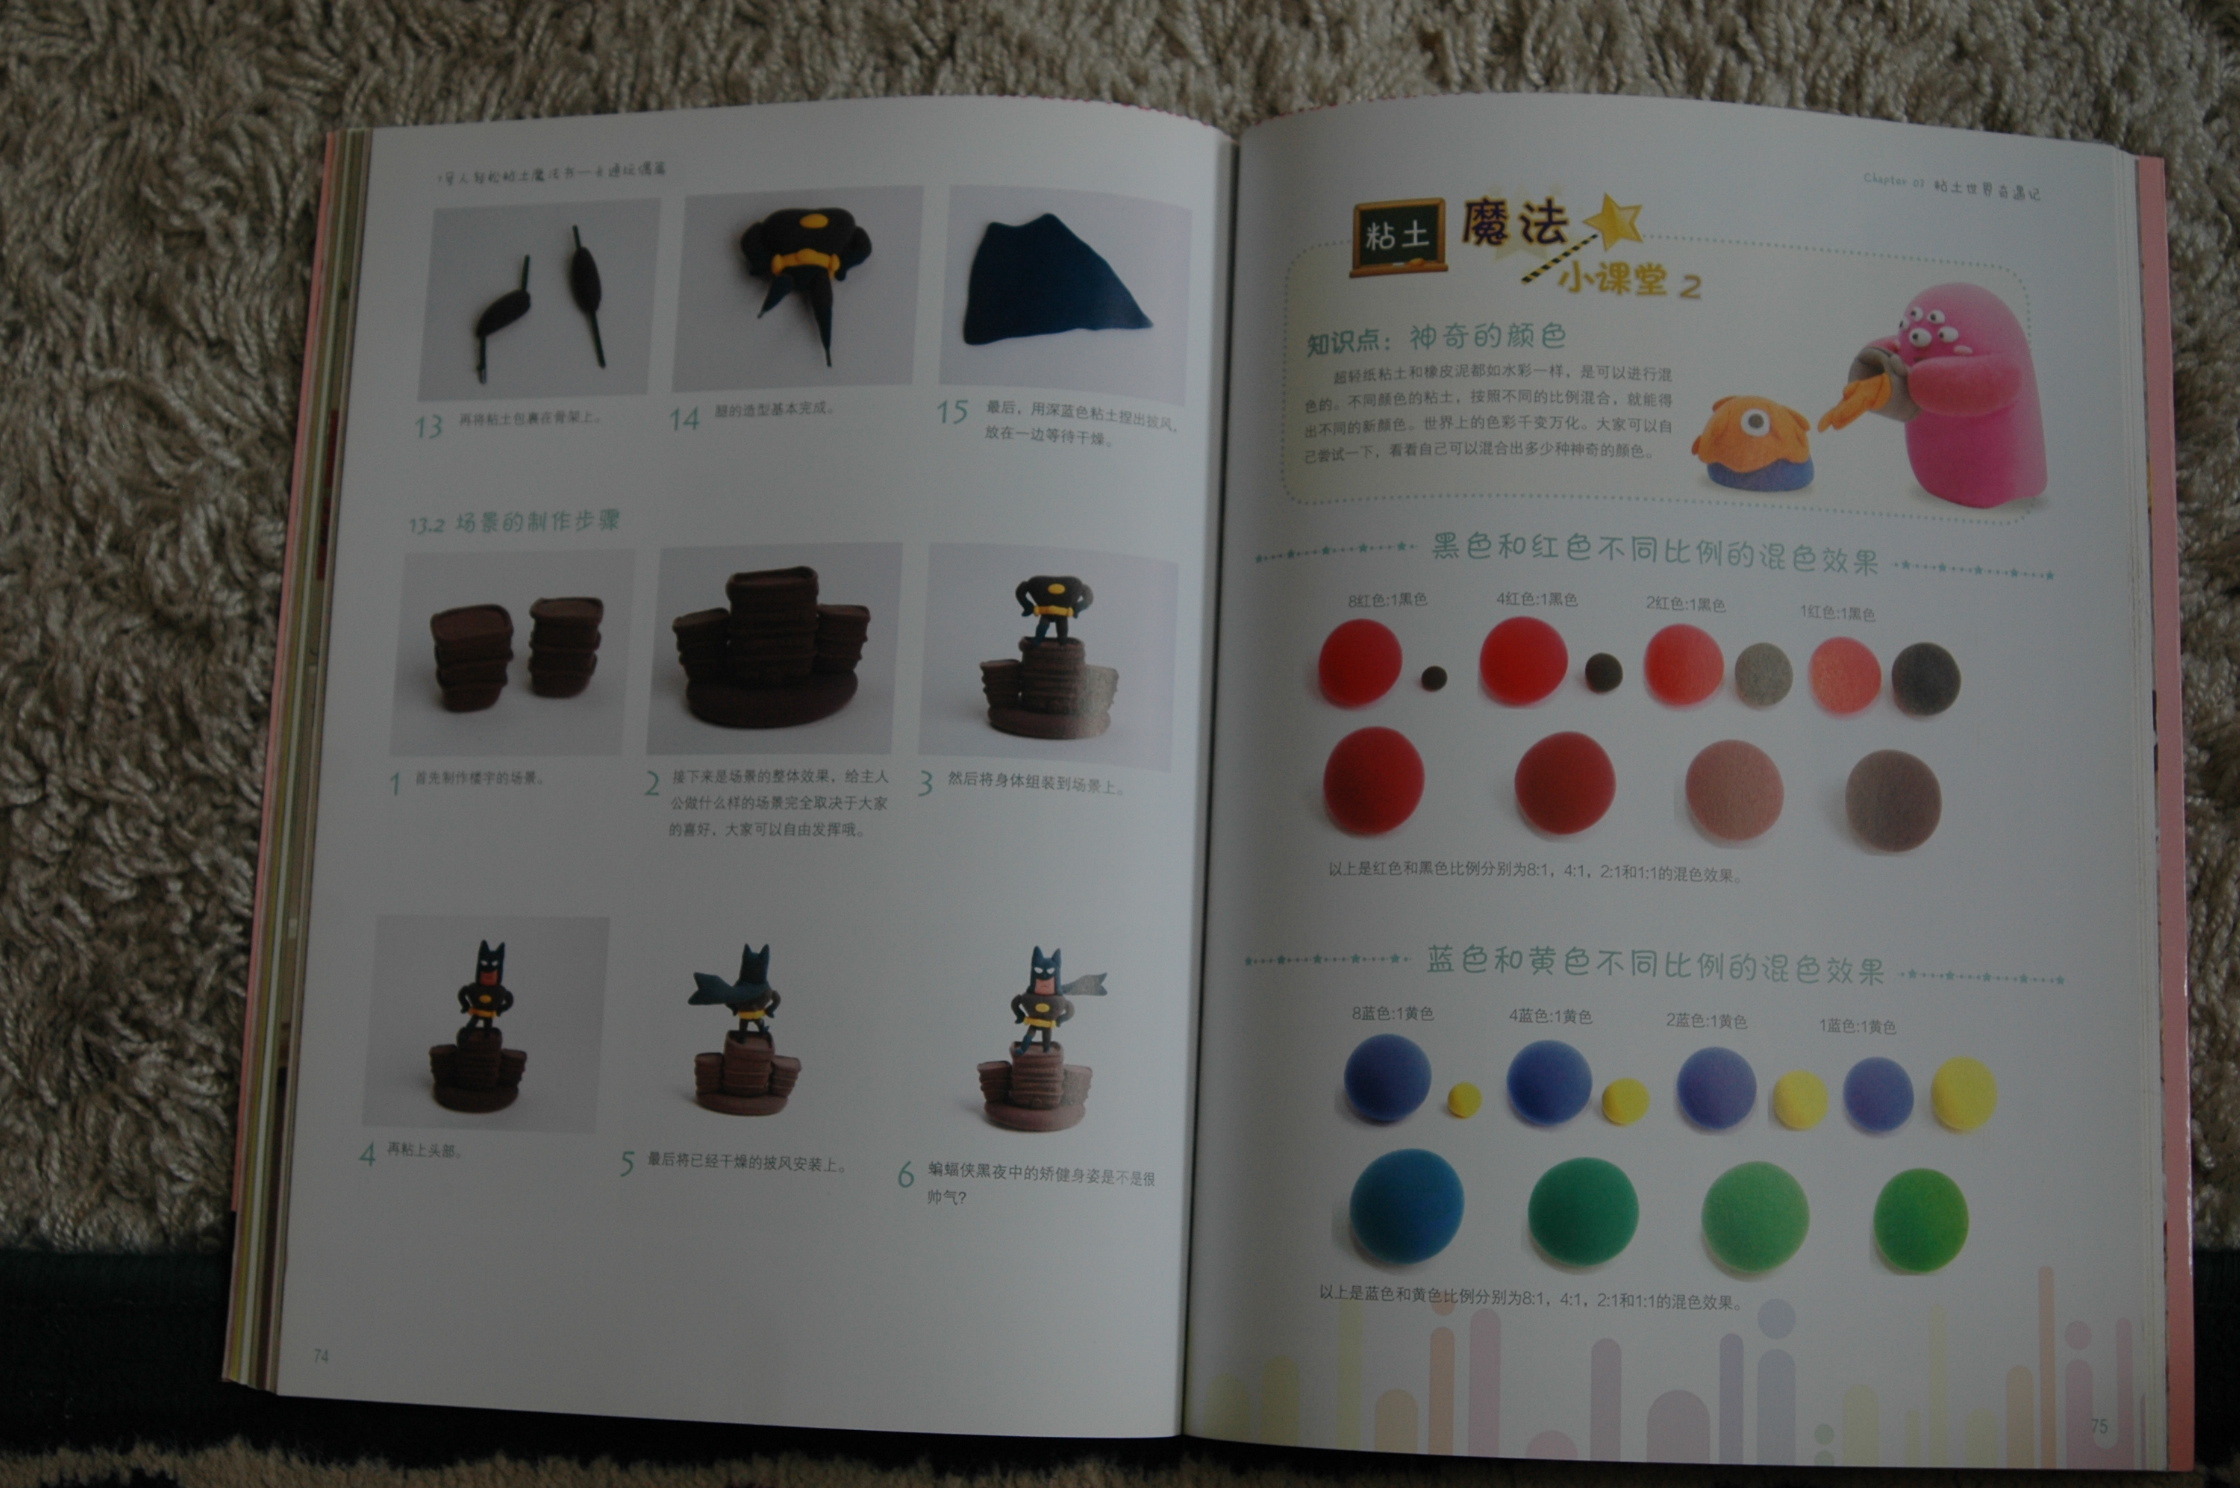 13 再将粘土包裹在骨架上。
14 腿的造型基本完成。
15 最后，用深蓝色粘土捏出披风，
放在一边等待干燥。
13.2 场景的制作步骤
1 首先制作楼宇的场景。
2 接下来是场景的整体效果，给主人
公做什么样的场景完全取决于大家
的喜好，大家可以自由发挥哦。
3 然后将身体组装到场景上。
4 再粘上头部。
5 最后将已经干燥的披风安装上。
6 蝙蝠侠黑夜中的矫健身姿是不是很
帅气？
74
Chapter 07 粘土世界奇遇记
粘土 魔法
小课堂 2
知识点：神奇的颜色
超轻纸粘土和橡皮泥都如水彩一样，是可以进行混
色的。不同颜色的粘土，按照不同的比例混合，就能得
出不同的新颜色。世界上的色彩千变万化。大家可以自
己尝试一下，看看自己可以混合出多少种神奇的颜色。
黑色和红色不同比例的混色效果
8红色:1黑色 4红色:1黑色 2红色:1黑色 1红色:1黑色
以上是红色和黑色比例分别为8:1，4:1，2:1和1:1的混色效果。
蓝色和黄色不同比例的混色效果
8蓝色:1黄色 4蓝色:1黄色 2蓝色:1黄色 1蓝色:1黄色
以上是蓝色和黄色比例分别为8:1，4:1，2:1和1:1的混色效果。
75